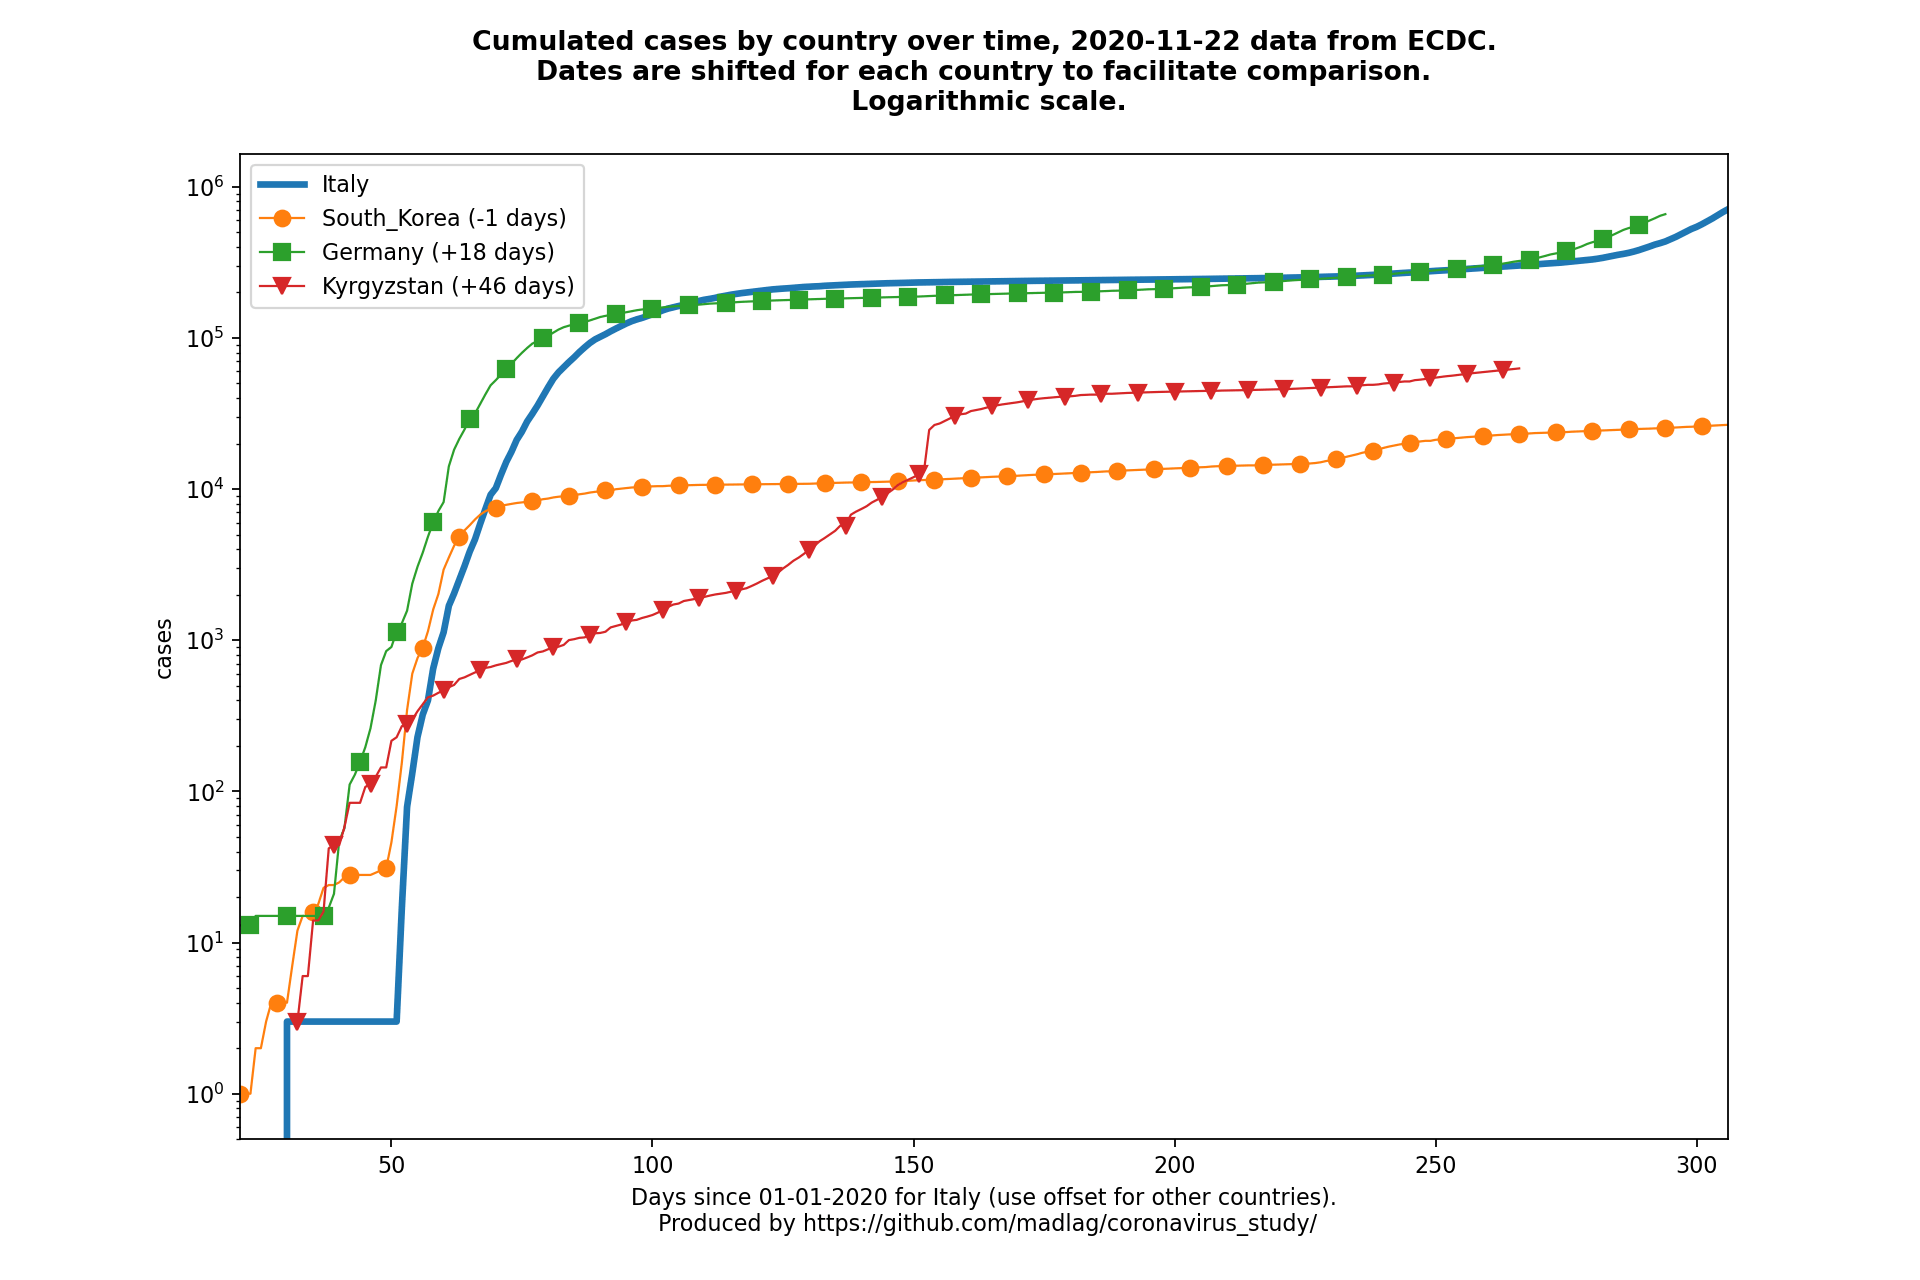 Cumulated cases by country over time, 2020-11-22 data from ECDC.
Dates are shifted for each country to facilitate comparison.
Logarithmic scale.
Italy
South_Korea (-1 days)
Germany (+18 days)
Kyrgyzstan (+46 days)
10^6
10^5
10^4
10^3
10^2
10^1
10^0
cases
50 100 150 200 250 300
Days since 01-01-2020 for Italy (use offset for other countries).
Produced by https://github.com/madlag/coronavirus_study/